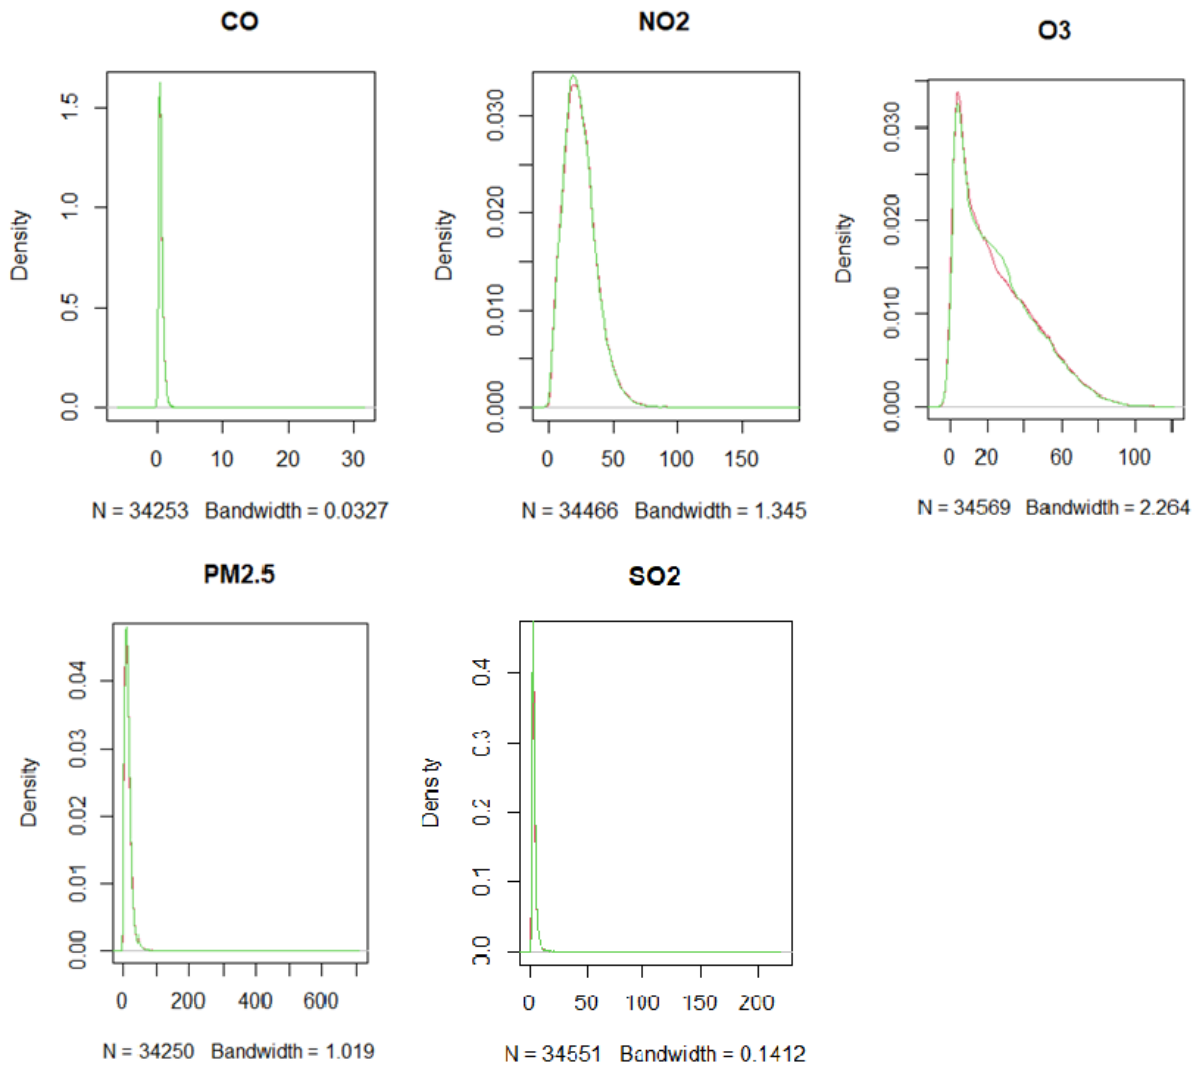 CO
Density
0.0 0.5 1.0 1.5
0 10 20 30
N = 34253 Bandwidth = 0.0327
NO2
0.000 0.010 0.020 0.030
0 50 100 150
N = 34466 Bandwidth = 1.345
O3
Density
0.000 0.010 0.020 0.030
0 20 60 100
N = 34569 Bandwidth = 2.264
PM2.5
Density
0.00 0.01 0.02 0.03 0.04
0 200 400 600
N = 34250 Bandwidth = 1.019
SO2
Density
0.0 0.1 0.2 0.3 0.4
0 50 100 150 200
N = 34551 Bandwidth = 0.1412